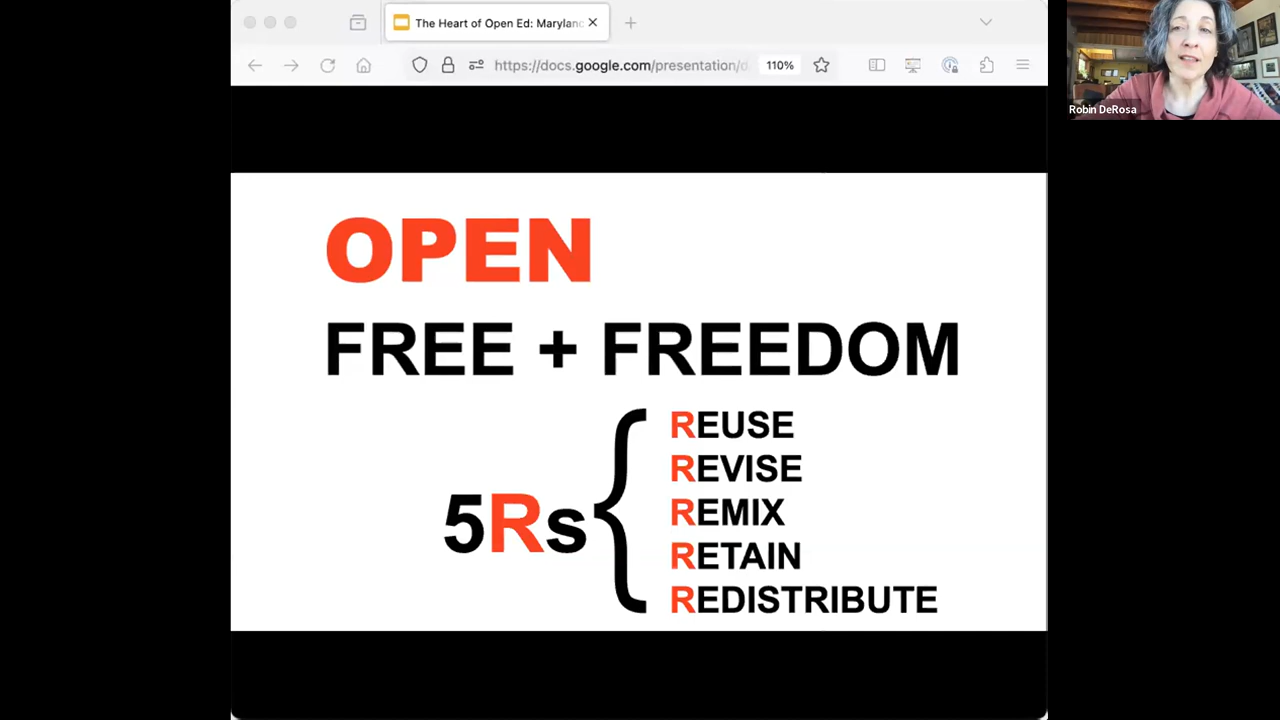 The Heart of Open Ed: Marylan
https://docs.google.com/presentation/d
110%
Robin DeRosa
OPEN
FREE + FREEDOM
5Rs
REUSE
REVISE
REMIX
RETAIN
REDISTRIBUTE